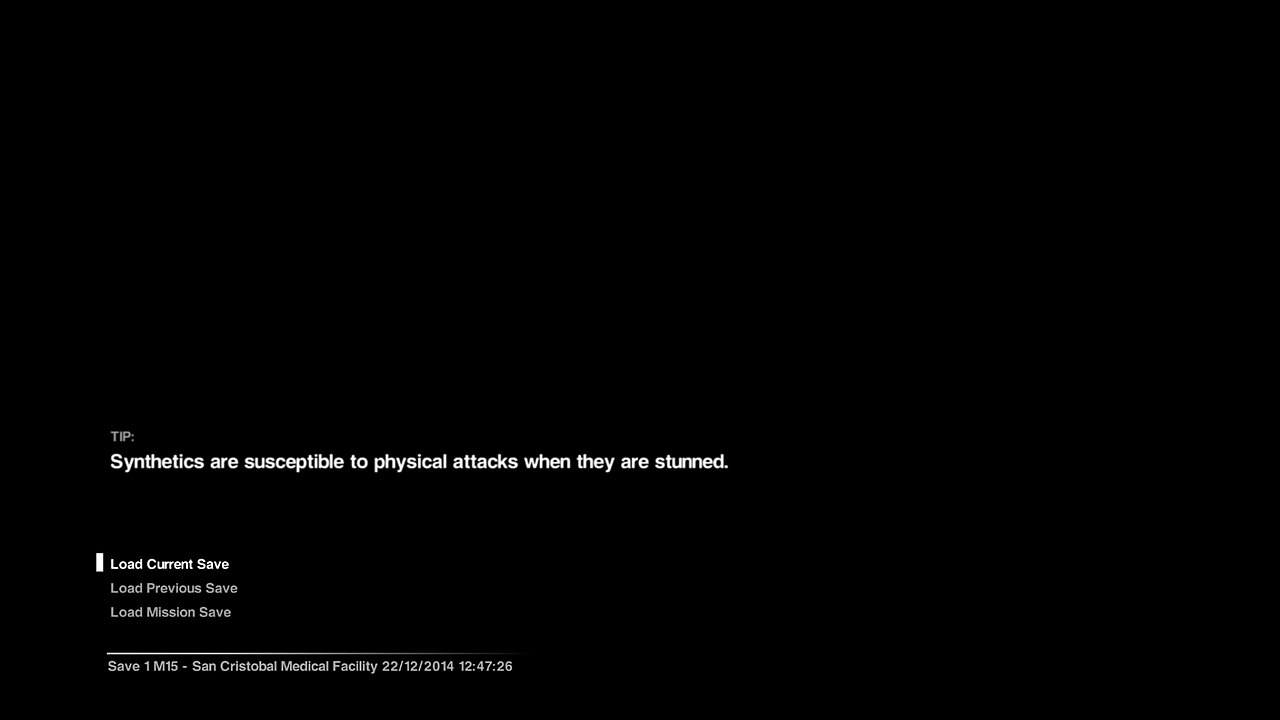 TIP:
Synthetics are susceptible to physical attacks when they are stunned.
Load Current Save
Load Previous Save
Load Mission Save
Save 1 M15 - San Cristobal Medical Facility 22/12/2014 12:47:26